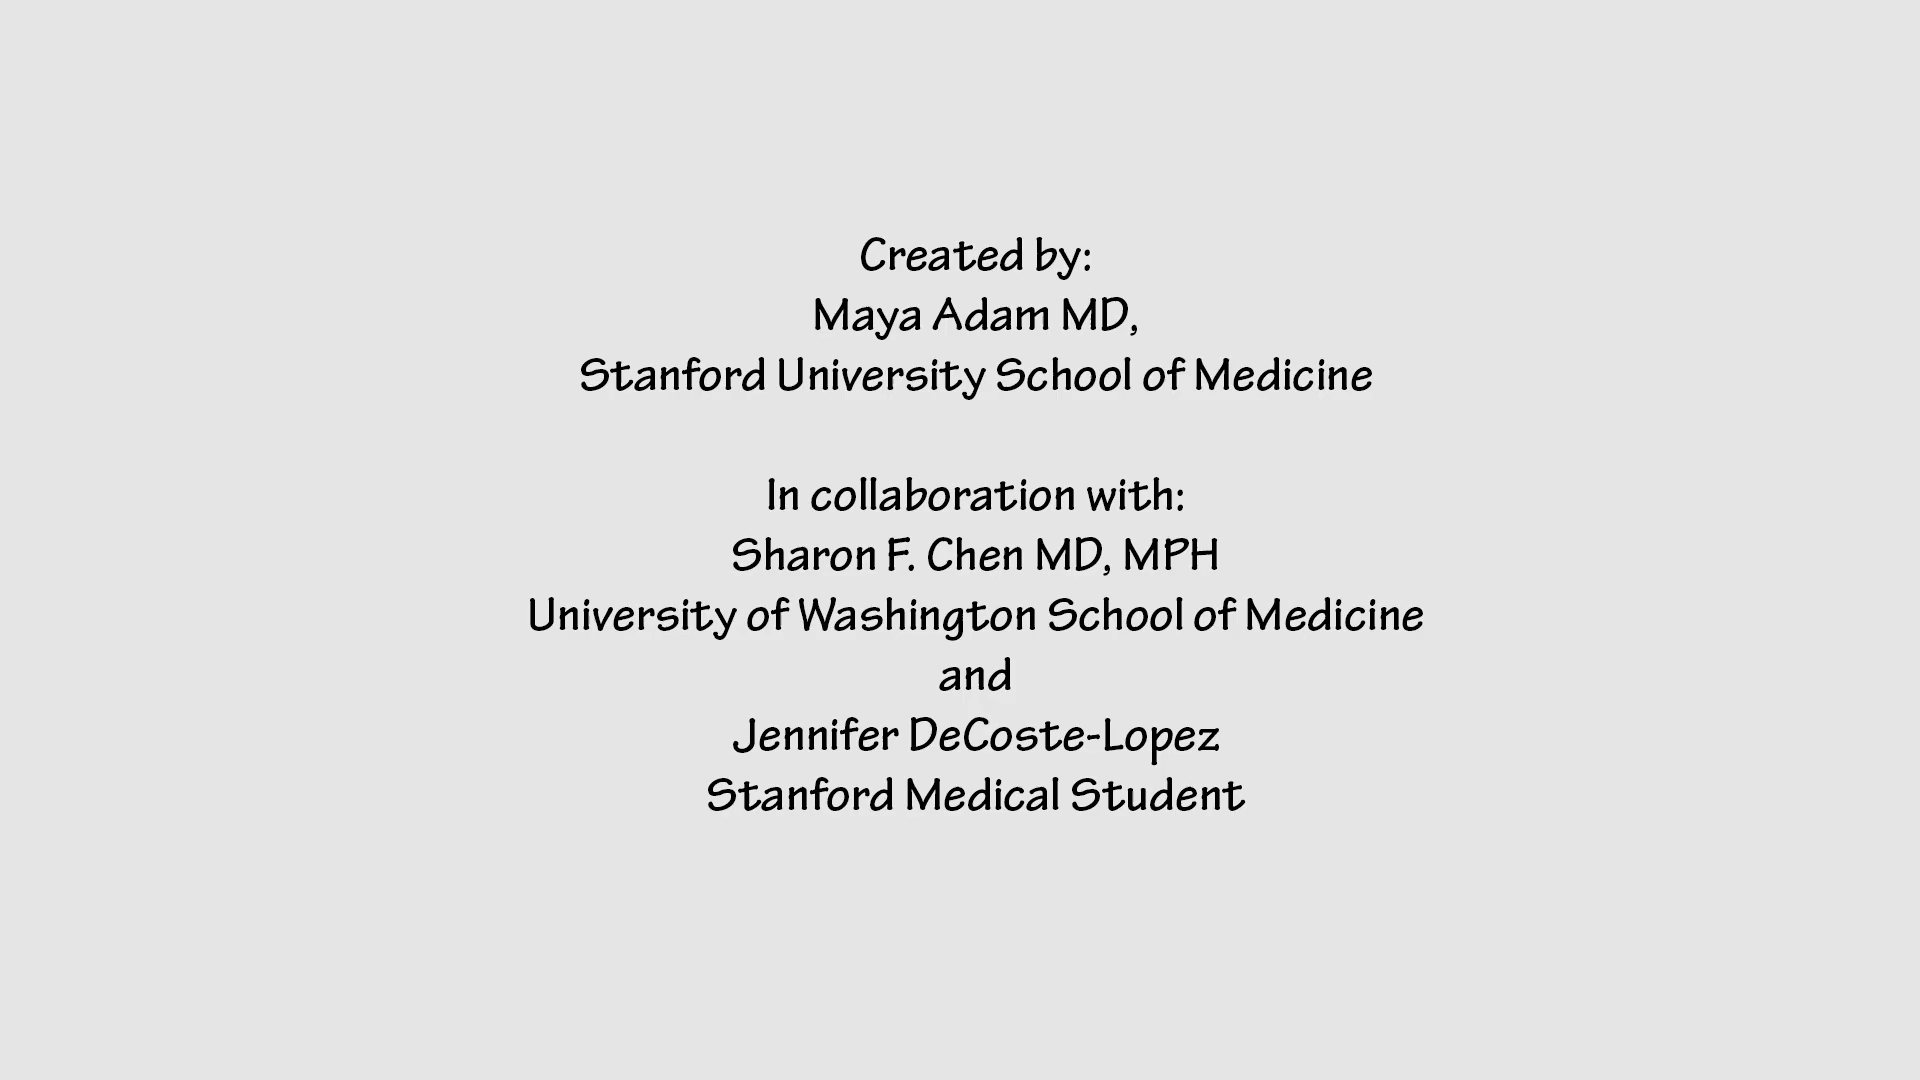 Created by:
Maya Adam MD,
Stanford University School of Medicine
In collaboration with:
Sharon F. Chen MD, MPH
University of Washington School of Medicine
and
Jennifer DeCoste-Lopez
Stanford Medical Student